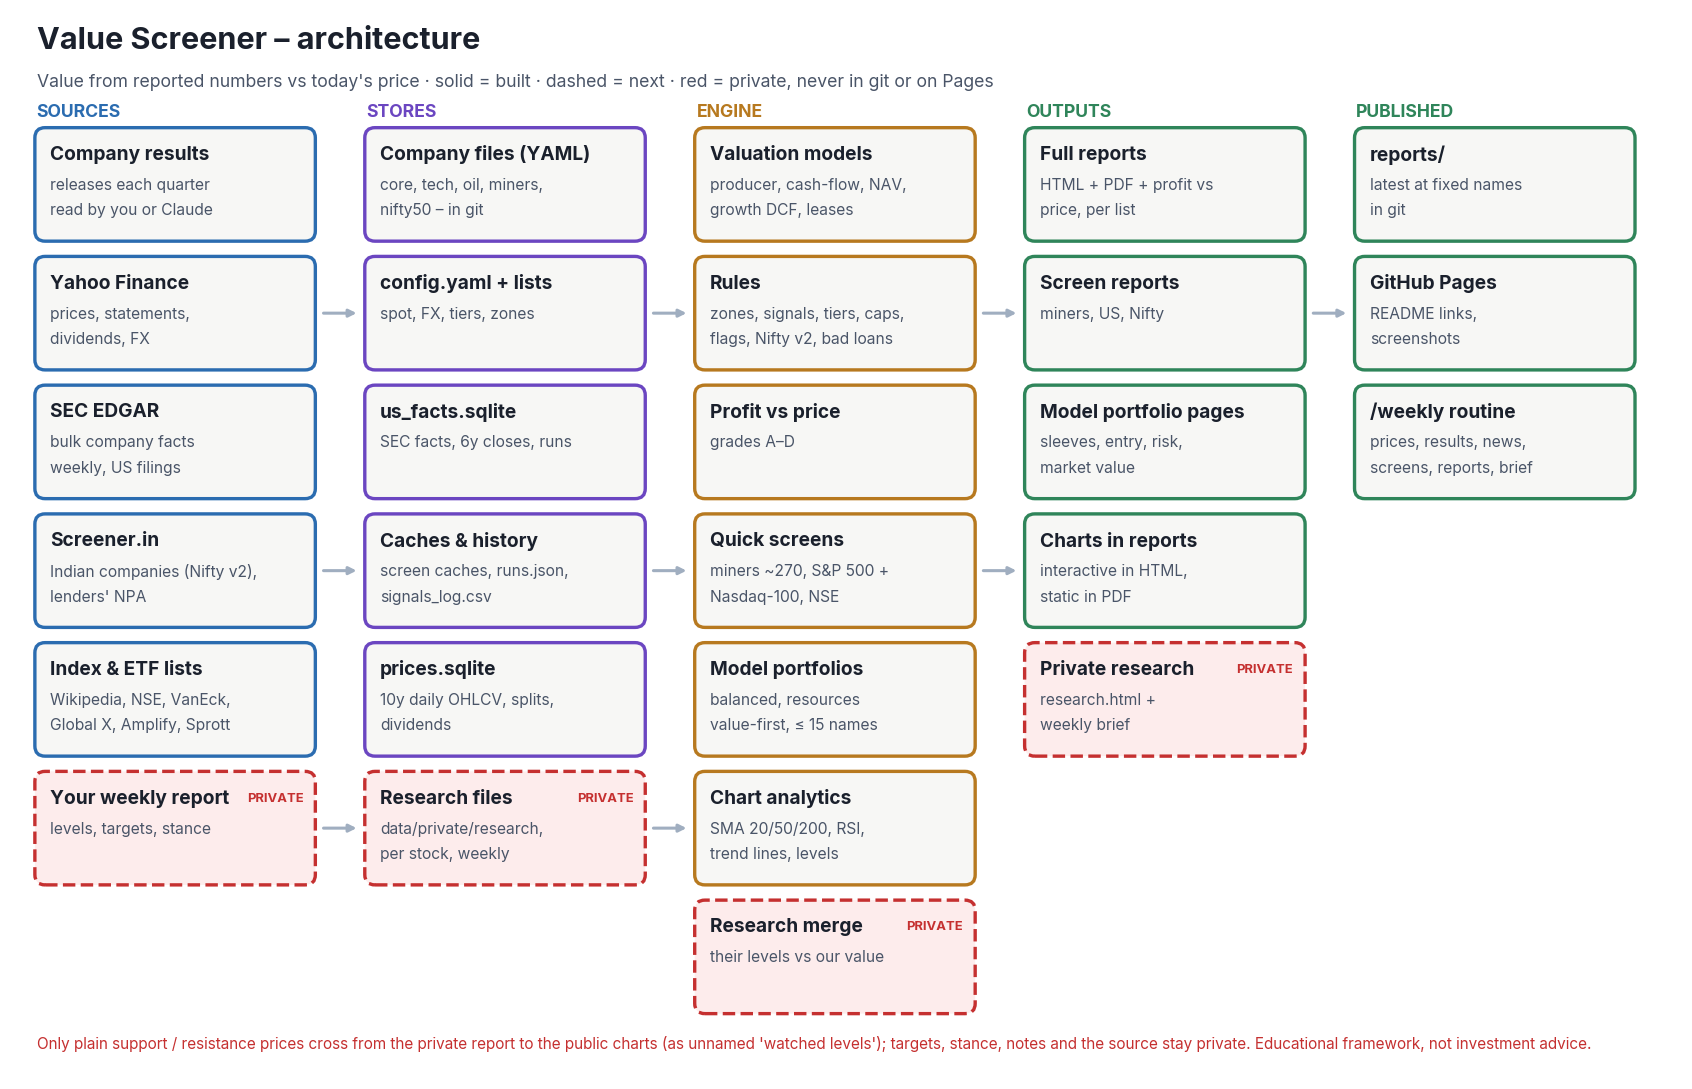 Value Screener – architecture
Value from reported numbers vs today's price · solid = built · dashed = next · red = private, never in git or on Pages
SOURCES
Company results
releases each quarter
read by you or Claude
Yahoo Finance
prices, statements,
dividends, FX
SEC EDGAR
bulk company facts
weekly, US filings
Screener.in
Indian companies (Nifty v2),
lenders' NPA
Index & ETF lists
Wikipedia, NSE, VanEck,
Global X, Amplify, Sprott
Your weekly report PRIVATE
levels, targets, stance
STORES
Company files (YAML)
core, tech, oil, miners,
nifty50 – in git
config.yaml + lists
spot, FX, tiers, zones
us_facts.sqlite
SEC facts, 6y closes, runs
Caches & history
screen caches, runs.json,
signals_log.csv
prices.sqlite
10y daily OHLCV, splits,
dividends
Research files PRIVATE
data/private/research,
per stock, weekly
ENGINE
Valuation models
producer, cash-flow, NAV,
growth DCF, leases
Rules
zones, signals, tiers, caps,
flags, Nifty v2, bad loans
Profit vs price
grades A–D
Quick screens
miners ~270, S&P 500 +
Nasdaq-100, NSE
Model portfolios
balanced, resources
value-first, ≤ 15 names
Chart analytics
SMA 20/50/200, RSI,
trend lines, levels
Research merge PRIVATE
their levels vs our value
OUTPUTS
Full reports
HTML + PDF + profit vs
price, per list
Screen reports
miners, US, Nifty
Model portfolio pages
sleeves, entry, risk,
market value
Charts in reports
interactive in HTML,
static in PDF
Private research PRIVATE
research.html +
weekly brief
PUBLISHED
reports/
latest at fixed names
in git
GitHub Pages
README links,
screenshots
/weekly routine
prices, results, news,
screens, reports, brief
Only plain support / resistance prices cross from the private report to the public charts (as unnamed 'watched levels'); targets, stance, notes and the source stay private. Educational framework, not investment advice.